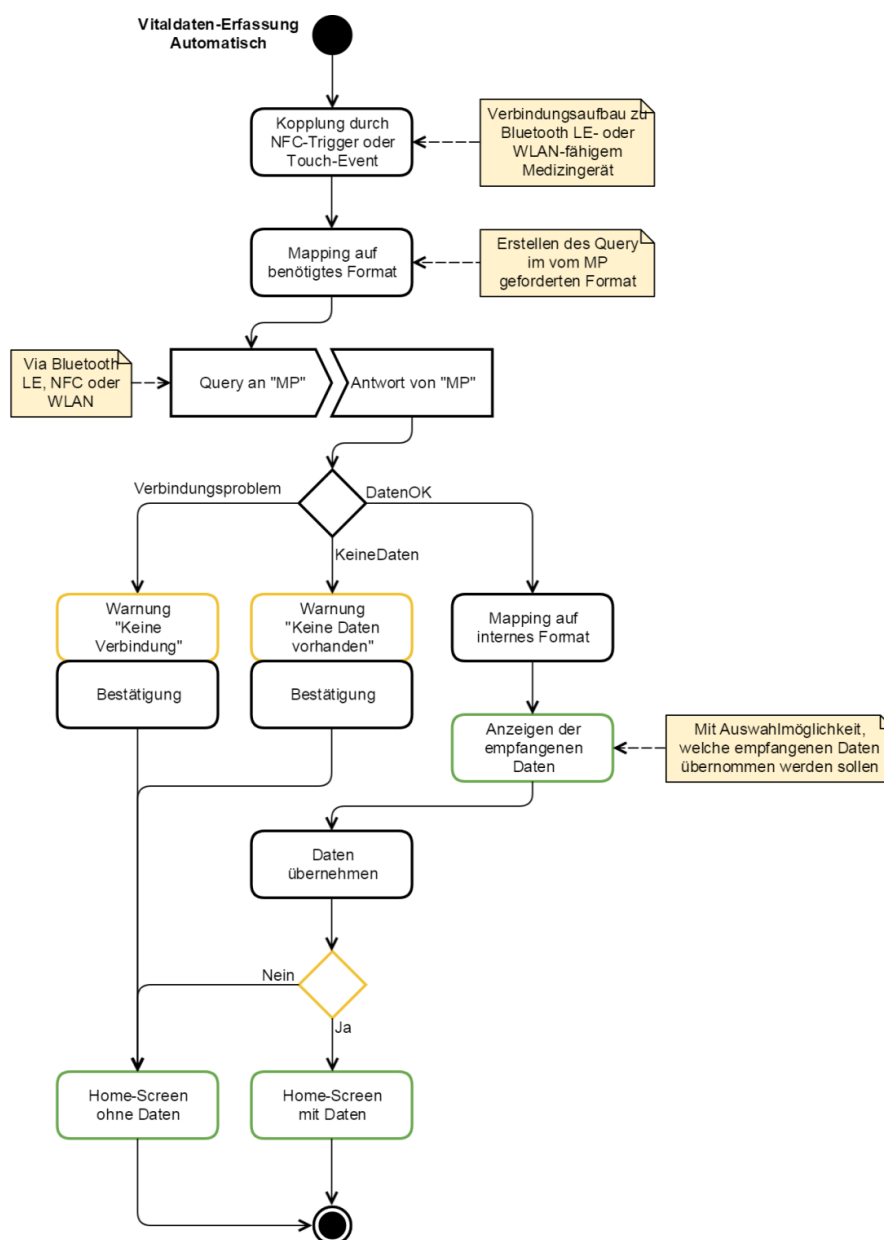 Vitaldaten-Erfassung
Automatisch
Kopplung durch
NFC-Trigger oder
Touch-Event
Verbindungsaufbau zu
Bluetooth LE- oder
WLAN-fähigem
Medizingerät
Mapping auf
benötigtes Format
Erstellen des Query
im vom MP
geforderten Format
Via Bluetooth
LE, NFC oder
WLAN
Query an "MP"
Antwort von "MP"
Verbindungsproblem
DatenOK
KeineDaten
Warnung
"Keine
Verbindung"
Bestätigung
Warnung
"Keine Daten
vorhanden"
Bestätigung
Mapping auf
internes Format
Anzeigen der
empfangenen
Daten
Mit Auswahlmöglichkeit,
welche empfangenen Daten
übernommen werden sollen
Daten
übernehmen
Nein
Ja
Home-Screen
ohne Daten
Home-Screen
mit Daten